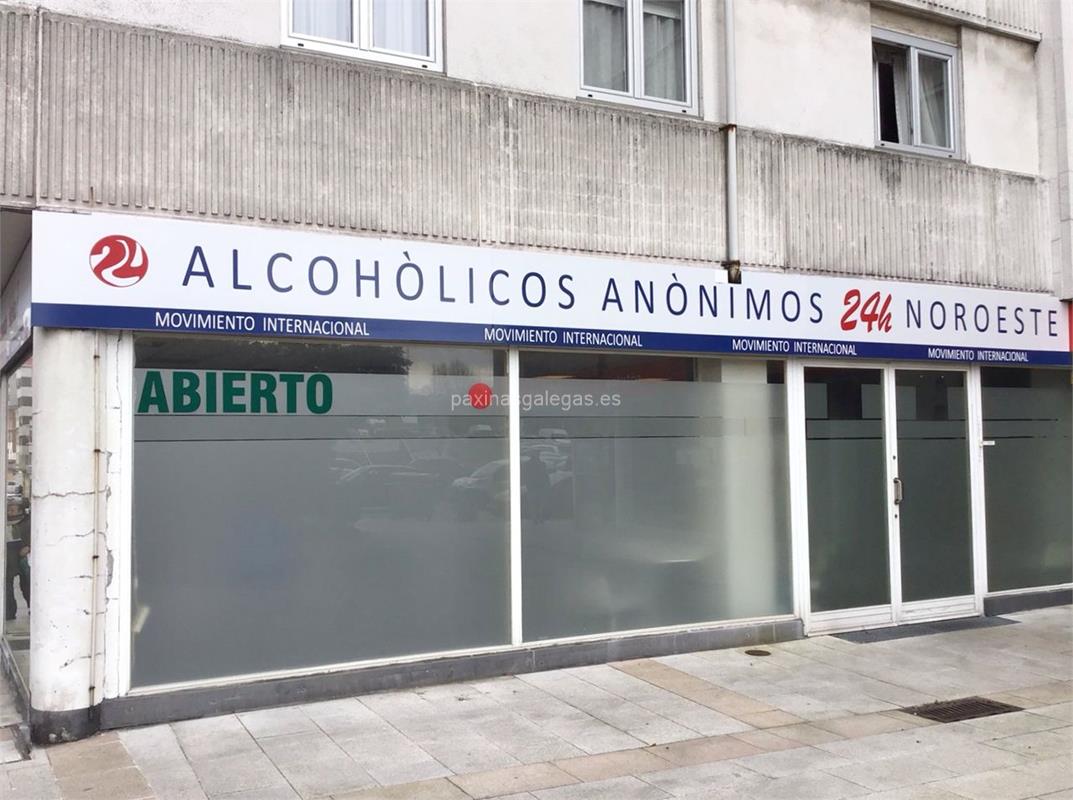 24 ALCOHÒLICOS ANÒNIMOS 24h NOROESTE
MOVIMIENTO INTERNACIONAL MOVIMIENTO INTERNACIONAL MOVIMIENTO INTERNACIONAL MOVIMIENTO INTERNACIONAL
ABIERTO
paxinasgalegas.es